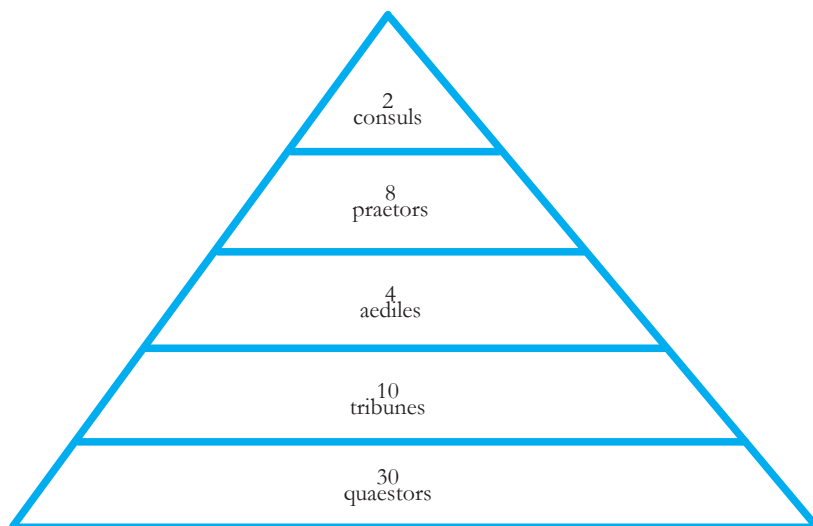 2
consuls
8
praetors
4
aediles
10
tribunes
30
quaestors